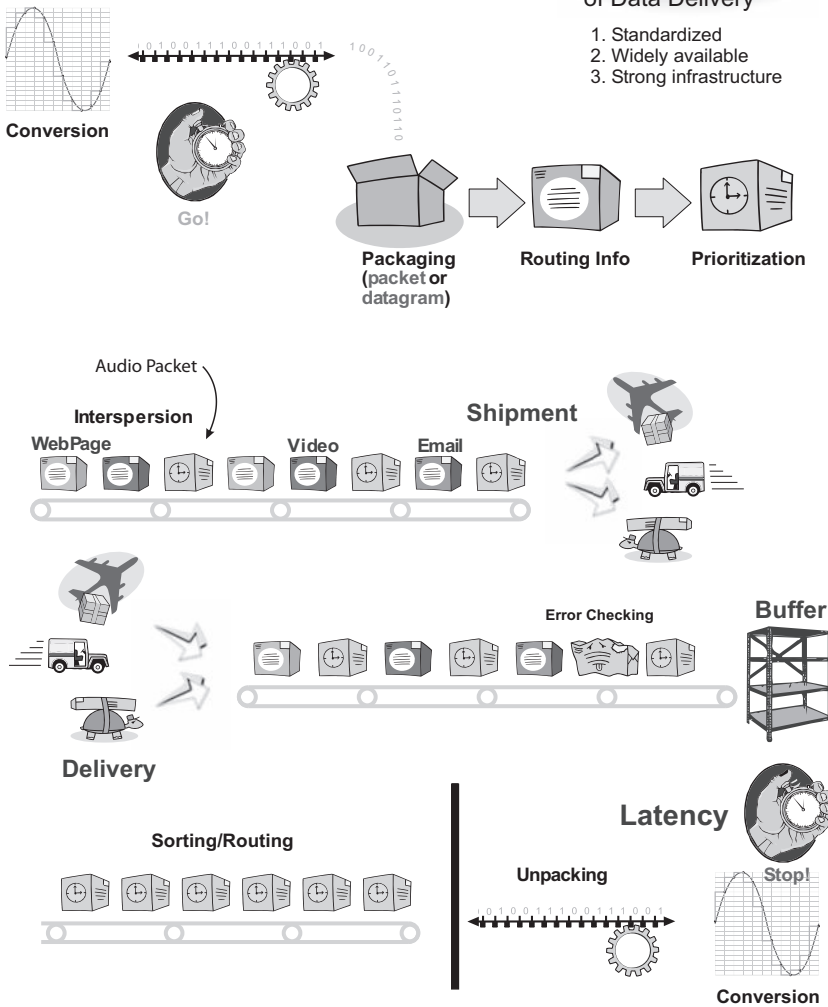 of Data Delivery
1. Standardized
2. Widely available
3. Strong infrastructure
1 0 1 0 0 1 1 1 0 0 1
1 0 0 1 1 0 1 1 1 0 1 1 0
Conversion
Go!
Packaging
(packet or
datagram)
Routing Info
Prioritization
Audio Packet
Interspersion
Shipment
WebPage
Video
Email
Error Checking
Buffer
Delivery
Latency
Sorting/Routing
Stop!
Unpacking
1 0 1 0 0 1 1 1 0 0 1
Conversion